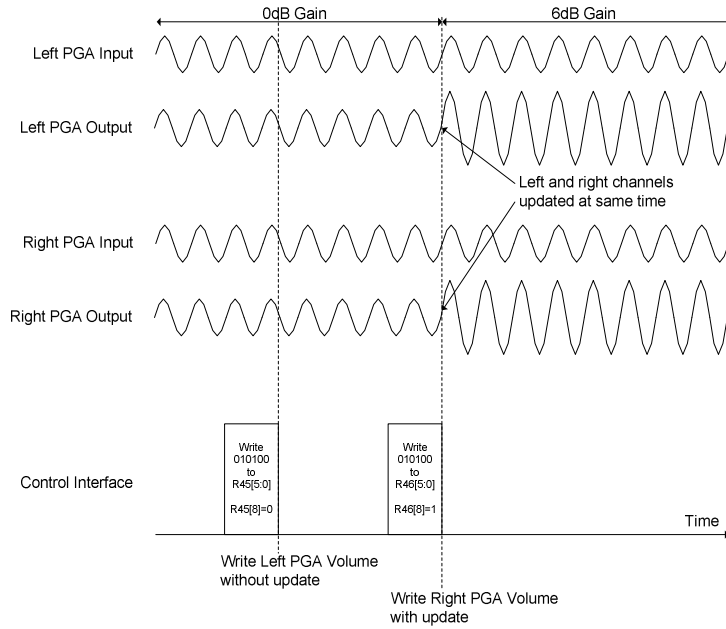 0dB Gain
6dB Gain
Left PGA Input
Left PGA Output
Left and right channels
updated at same time
Right PGA Input
Right PGA Output
Control Interface
Write
010100
to
R45[5:0]
R45[8]=0
Write
010100
to
R46[5:0]
R46[8]=1
Time
Write Left PGA Volume
without update
Write Right PGA Volume
with update